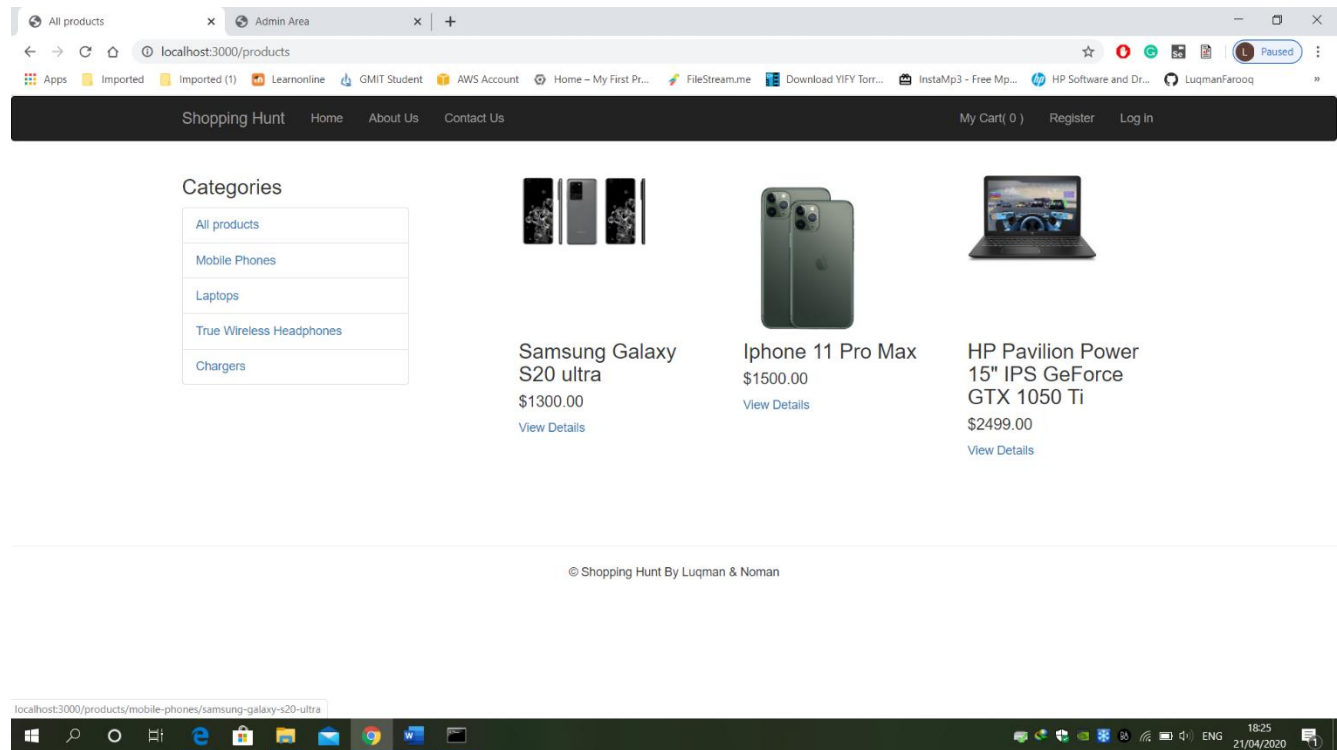 All products
Admin Area
localhost:3000/products
Paused
Apps Imported Imported (1) Learnonline GMIT Student AWS Account Home – My First Pr... FileStream.me Download YIFY Torr... InstaMp3 - Free Mp... HP Software and Dr... LuqmanFarooq
Shopping Hunt Home About Us Contact Us My Cart( 0 ) Register Log in
Categories
All products
Mobile Phones
Laptops
True Wireless Headphones
Chargers
Samsung Galaxy
S20 ultra
$1300.00
View Details
Iphone 11 Pro Max
$1500.00
View Details
HP Pavilion Power
15" IPS GeForce
GTX 1050 Ti
$2499.00
View Details
© Shopping Hunt By Luqman & Noman
localhost:3000/products/mobile-phones/samsung-galaxy-s20-ultra
ENG
18:25
21/04/2020